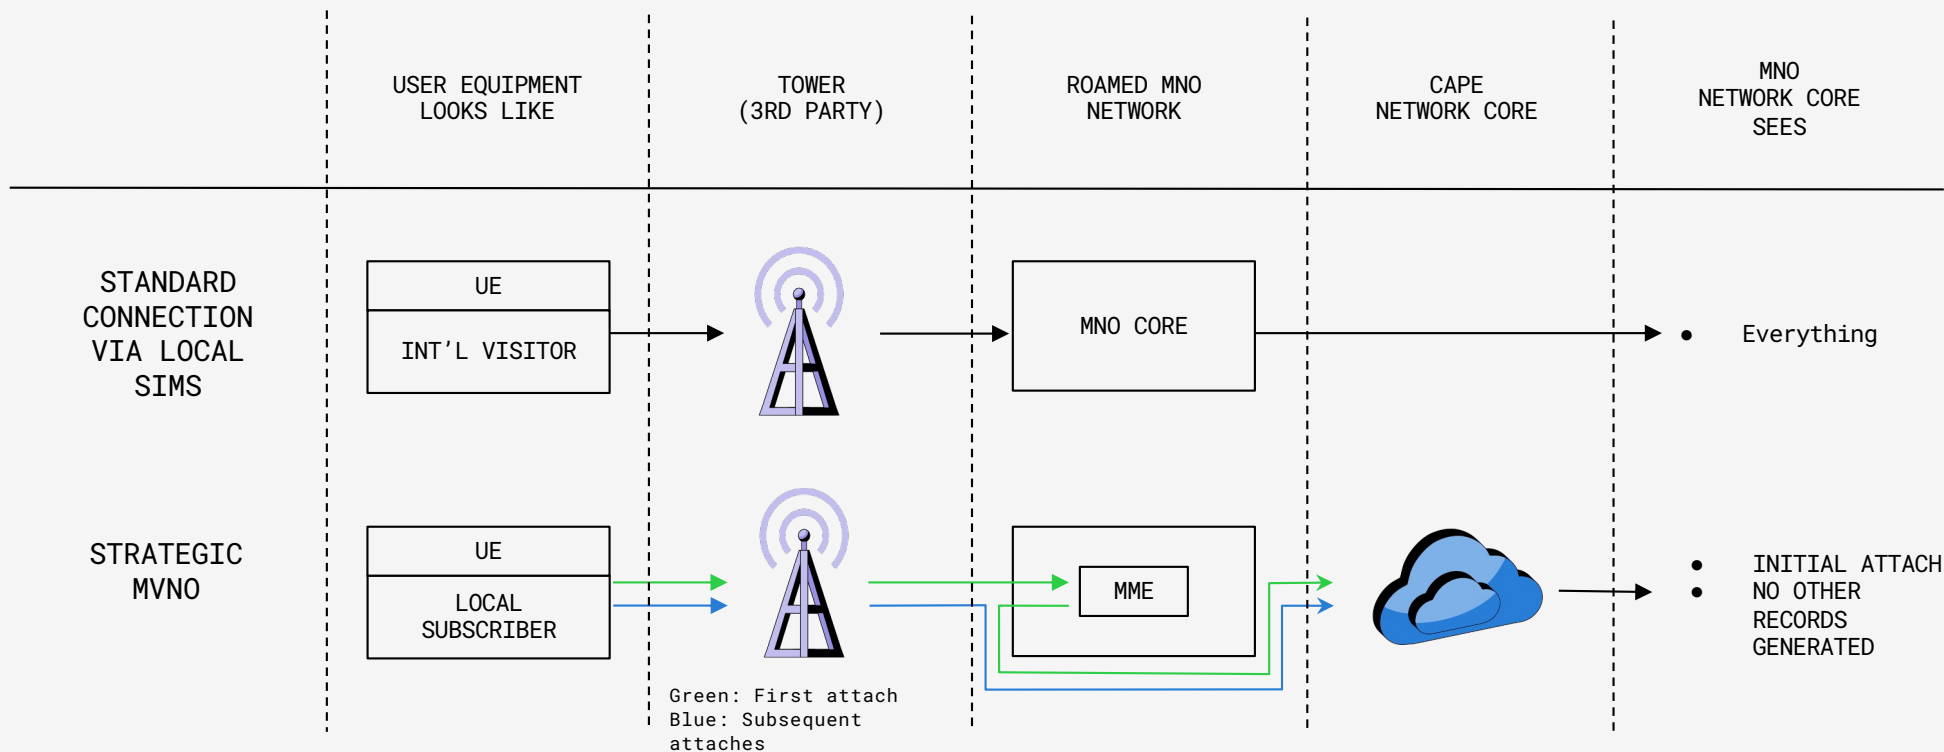 USER EQUIPMENT
LOOKS LIKE
TOWER
(3RD PARTY)
ROAMED MNO
NETWORK
CAPE
NETWORK CORE
MNO
NETWORK CORE
SEES
STANDARD
CONNECTION
VIA LOCAL
SIMS
UE
INT’L VISITOR
MNO CORE
• Everything
STRATEGIC
MVNO
UE
LOCAL
SUBSCRIBER
MME
• INITIAL ATTACH
• NO OTHER
RECORDS
GENERATED
Green: First attach
Blue: Subsequent
attaches